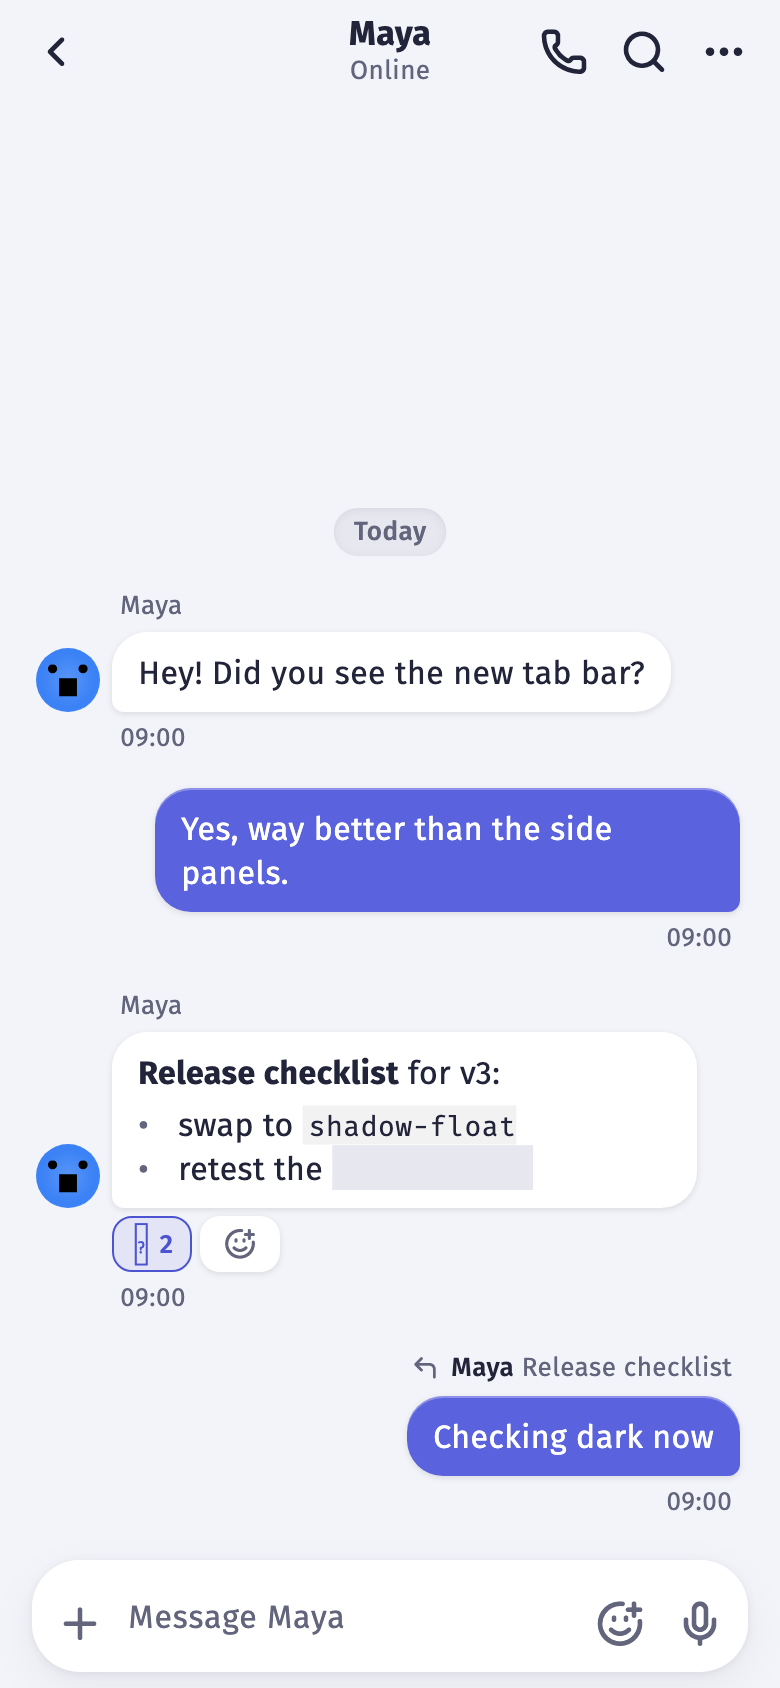 Maya
Online
Today
Maya
Hey! Did you see the new tab bar?
09:00
Yes, way better than the side
panels.
09:00
Maya
Release checklist for v3:
• swap to shadow-float
• retest the
2
09:00
Maya Release checklist
Checking dark now
09:00
Message Maya